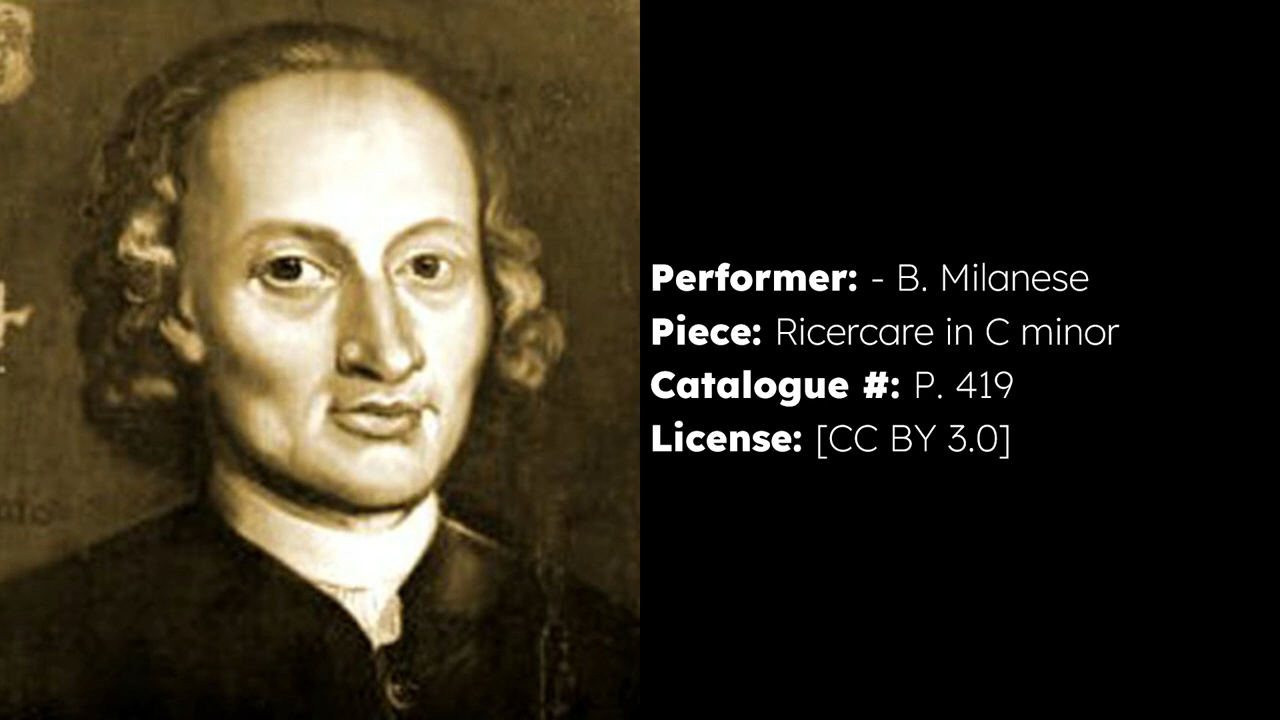 Performer: - B. Milanese
Piece: Ricercare in C minor
Catalogue #: P. 419
License: [CC BY 3.0]